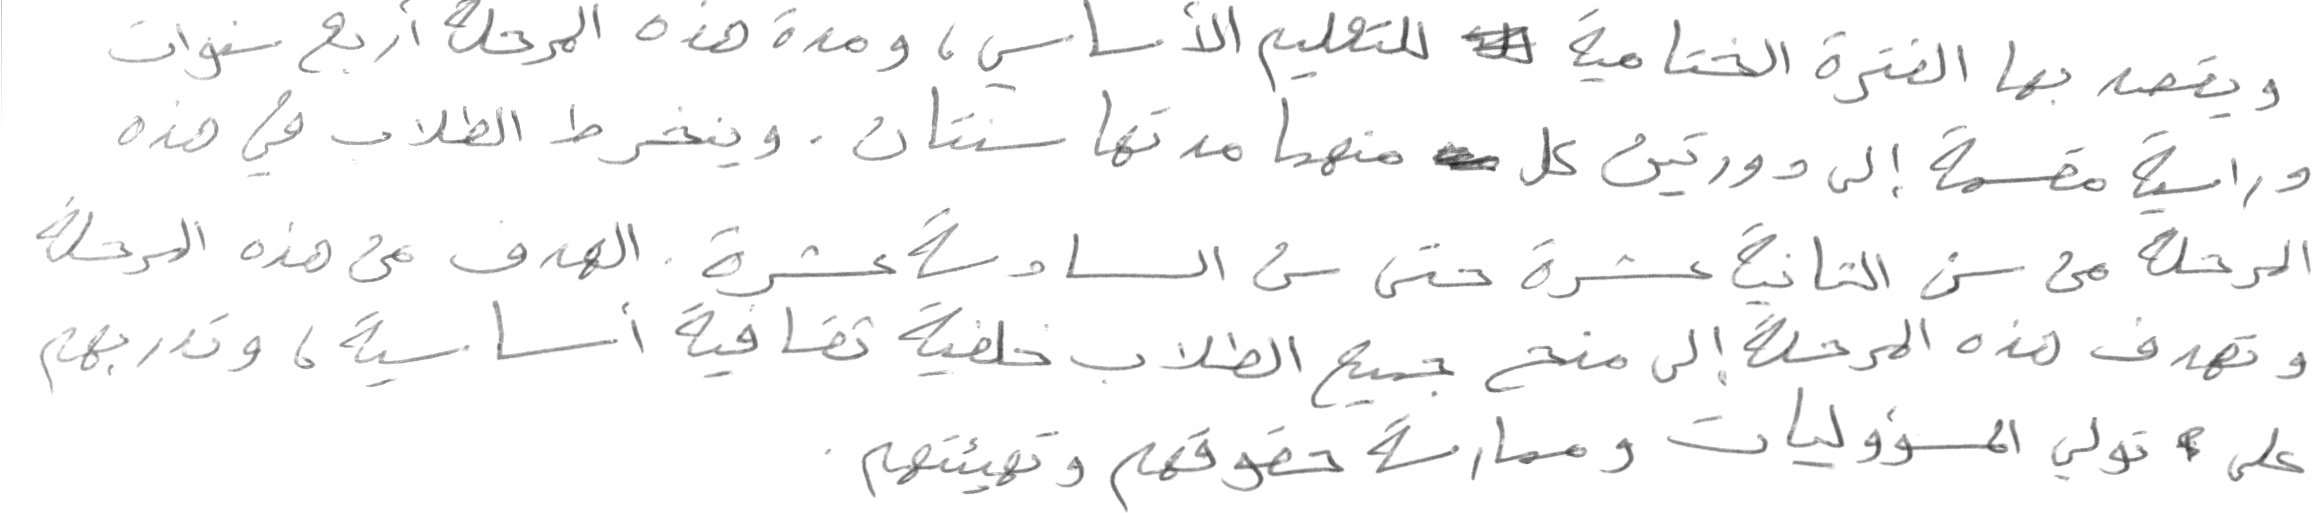 ويقصد بها الفترة الختامية للتعليم الأساسي، ومدة هذه المرحلة أربع سنوات
دراسية مقسمة إلى دورتين كل منهما مدتها سنتان. وينخرط الطلاب في هذه
المرحلة من سن الثانية عشرة حتى سن السادسة عشرة. الهدف من هذه المرحلة
وتهدف هذه المرحلة إلى منح جميع الطلاب خلفية ثقافية أساسية، وتدريبهم
على تولي المسؤوليات وممارسة حقوقهم وتهيئتهم.